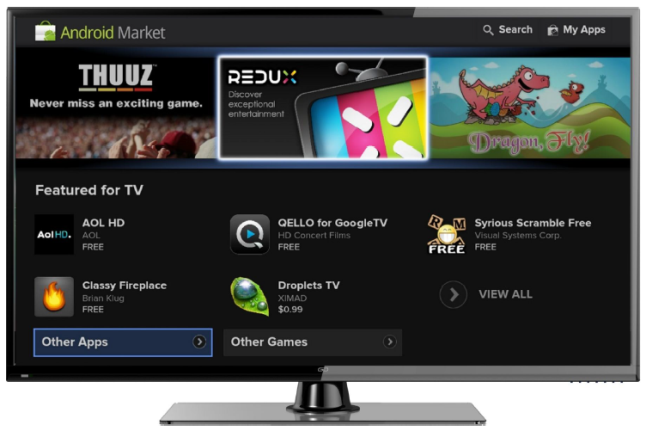 Android Market
Search
My Apps
THUUZ
Never miss an exciting game.
REDUX
Discover
exceptional
entertainment
Dragon, Fly!
Featured for TV
AOL HD
AOL
FREE
Aol HD.
QELLO for GoogleTV
HD Concert Films
FREE
R M
FREE
Syrious Scramble Free
Visual Systems Corp.
FREE
Classy Fireplace
Brian Klug
FREE
Droplets TV
XIMAD
$0.99
VIEW ALL
Other Apps
Other Games